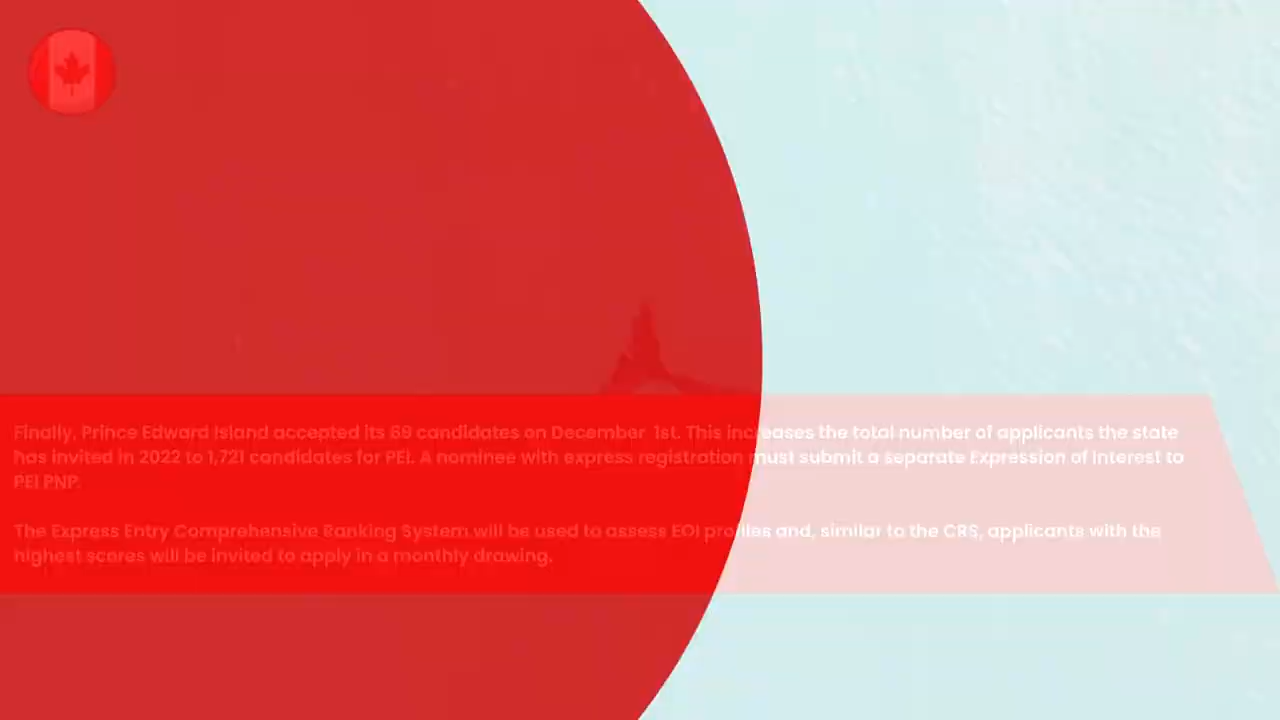 Finally, Prince Edward Island accepted its 69 candidates on December 1st. This increases the total number of applicants the state
has invited in 2022 to 1,721 candidates for PEI. A nominee with express registration must submit a separate Expression of Interest to
PEI PNP.
The Express Entry Comprehensive Ranking System will be used to assess EOI profiles and, similar to the CRS, applicants with the
highest scores will be invited to apply in a monthly drawing.